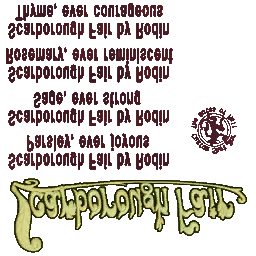 Scarborough Fair
Scarborough Fair by Rodin
Parsley, ever joyous
Scarborough Fair by Rodin
Sage, ever strong
Scarborough Fair by Rodin
Rosemary, ever reminiscent
Scarborough Fair by Rodin
Thyme, ever courageous